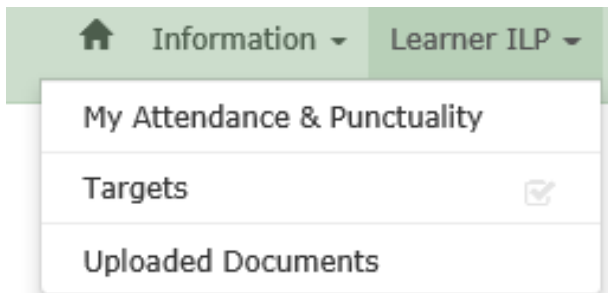 Information Learner ILP
My Attendance & Punctuality
Targets
Uploaded Documents